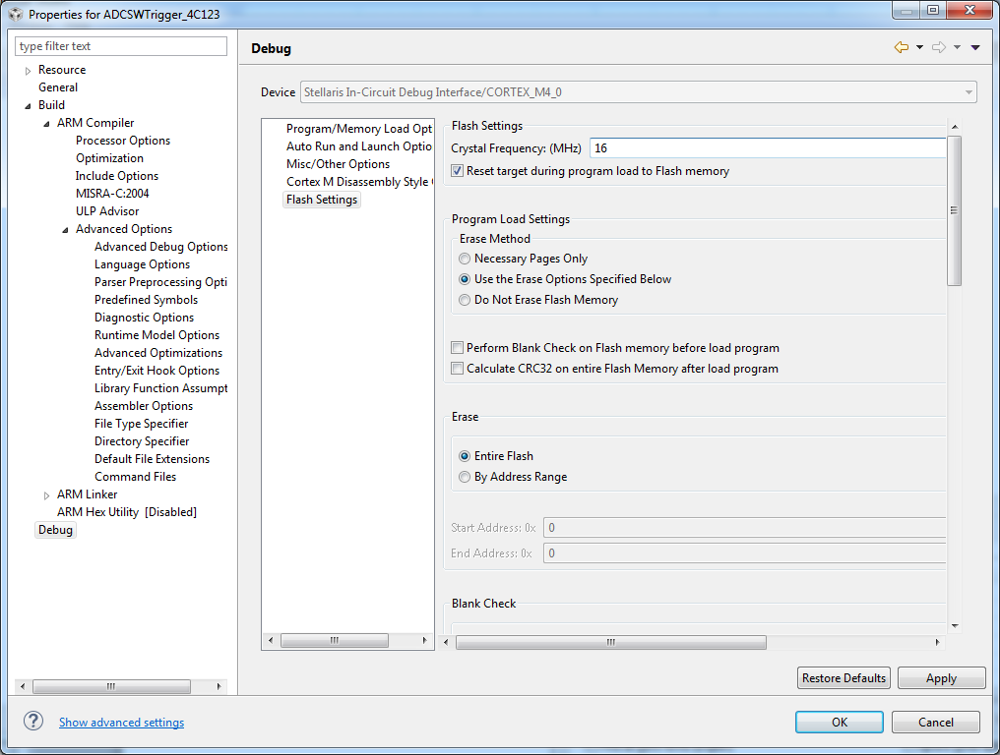 Properties for ADCSWTrigger_4C123
type filter text
Resource
General
Build
ARM Compiler
Processor Options
Optimization
Include Options
MISRA-C:2004
ULP Advisor
Advanced Options
Advanced Debug Options
Language Options
Parser Preprocessing Opti
Predefined Symbols
Diagnostic Options
Runtime Model Options
Advanced Optimizations
Entry/Exit Hook Options
Library Function Assumpt
Assembler Options
File Type Specifier
Directory Specifier
Default File Extensions
Command Files
ARM Linker
ARM Hex Utility [Disabled]
Debug
Debug
Device Stellaris In-Circuit Debug Interface/CORTEX_M4_0
Program/Memory Load Opt
Auto Run and Launch Optio
Misc/Other Options
Cortex M Disassembly Style
Flash Settings
Flash Settings
Crystal Frequency: (MHz) 16
Reset target during program load to Flash memory
Program Load Settings
Erase Method
Necessary Pages Only
Use the Erase Options Specified Below
Do Not Erase Flash Memory
Perform Blank Check on Flash memory before load program
Calculate CRC32 on entire Flash Memory after load program
Erase
Entire Flash
By Address Range
Start Address: 0x 0
End Address: 0x 0
Blank Check
Restore Defaults Apply
? Show advanced settings
OK Cancel